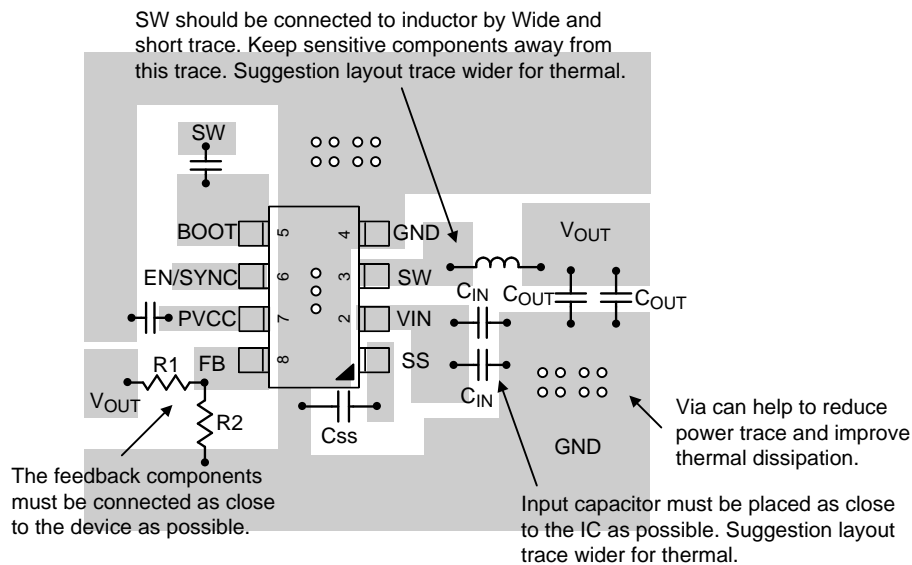 SW should be connected to inductor by Wide and
short trace. Keep sensitive components away from
this trace. Suggestion layout trace wider for thermal.
SW
BOOT
5
4
GND
VOUT
EN/SYNC
6
3
SW
CIN
COUT
COUT
PVCC
7
2
VIN
R1
FB
8
SS
VOUT
CIN
R2
Css
GND
Via can help to reduce
power trace and improve
thermal dissipation.
The feedback components
must be connected as close
to the device as possible.
Input capacitor must be placed as close
to the IC as possible. Suggestion layout
trace wider for thermal.